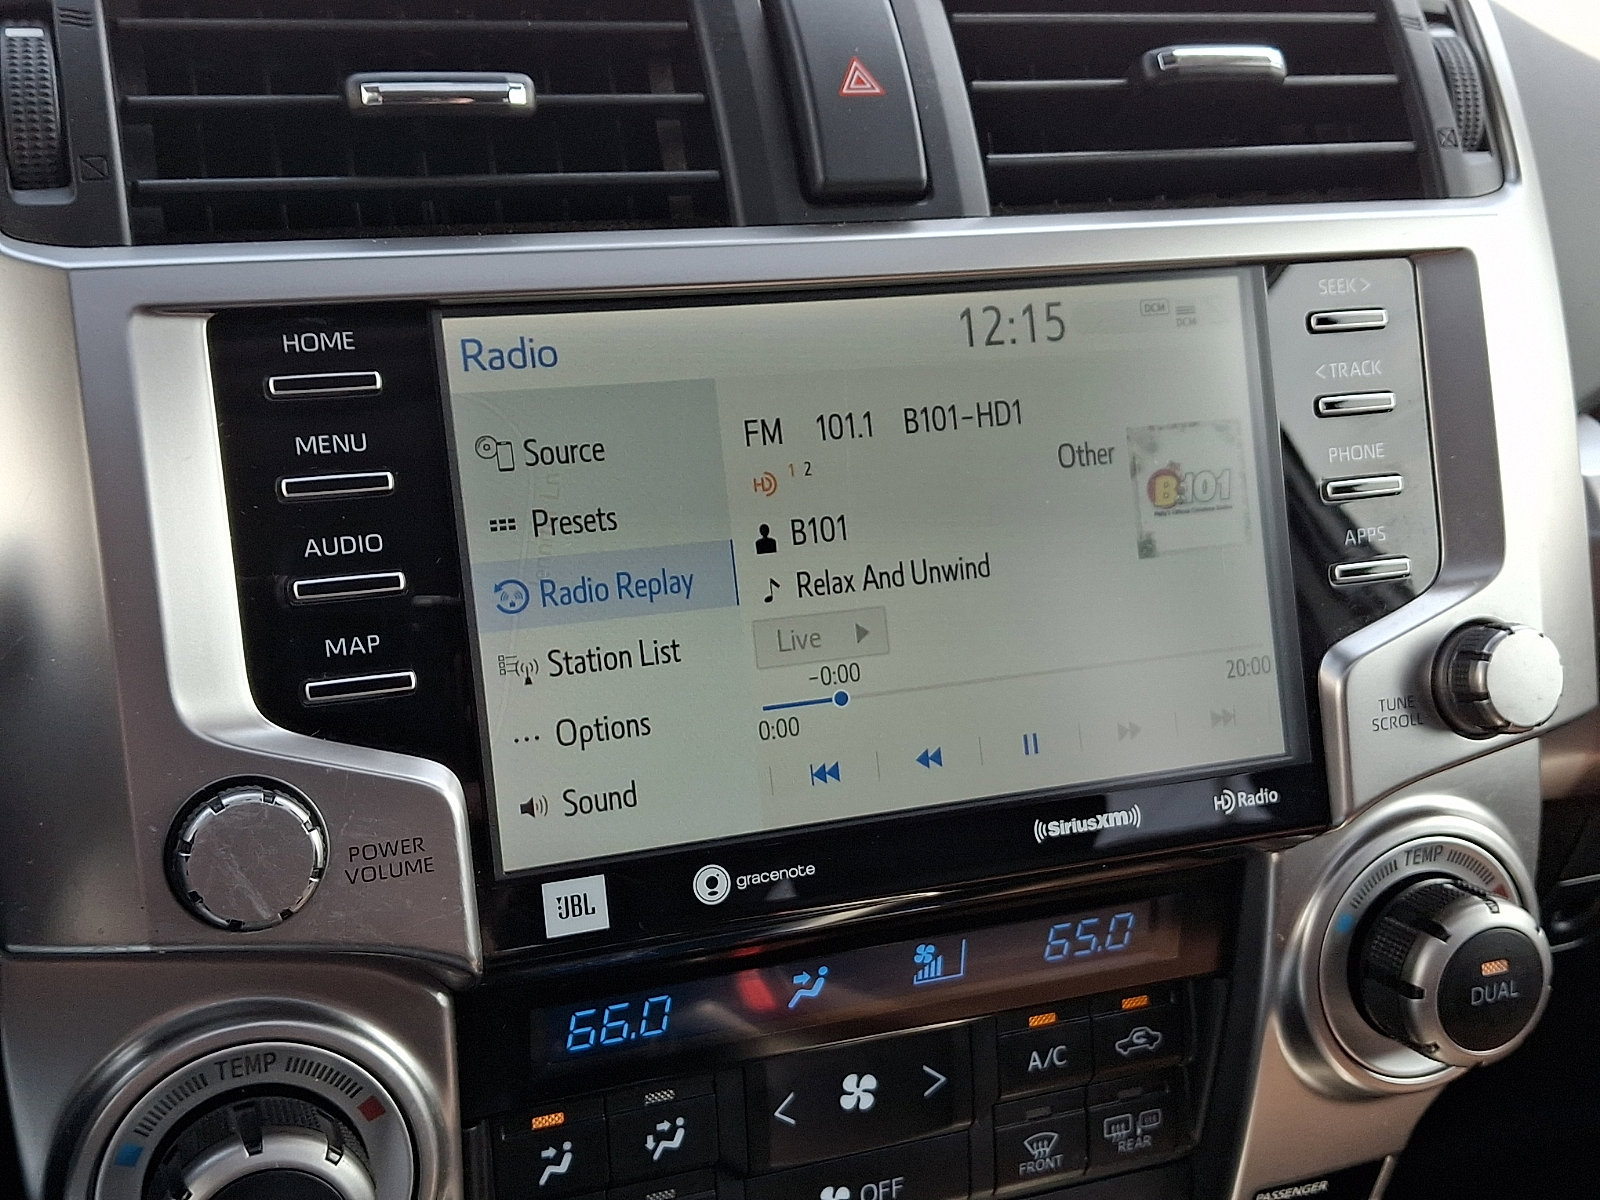 HOME
MENU
AUDIO
MAP
POWER
VOLUME
Radio
12:15
DCM
DCM
Source
Presets
Radio Replay
Station List
... Options
Sound
FM 101.1 B101-HD1
HD 1 2
Other
B101
B101
Relax And Unwind
Live
-0:00
0:00
20:00
SEEK >
< TRACK
PHONE
APPS
TUNE
SCROLL
JBL
gracenote
((SiriusXM))
HD Radio
66.0
65.0
TEMP
TEMP
DUAL
A/C
FRONT
REAR
OFF
PASSENGER